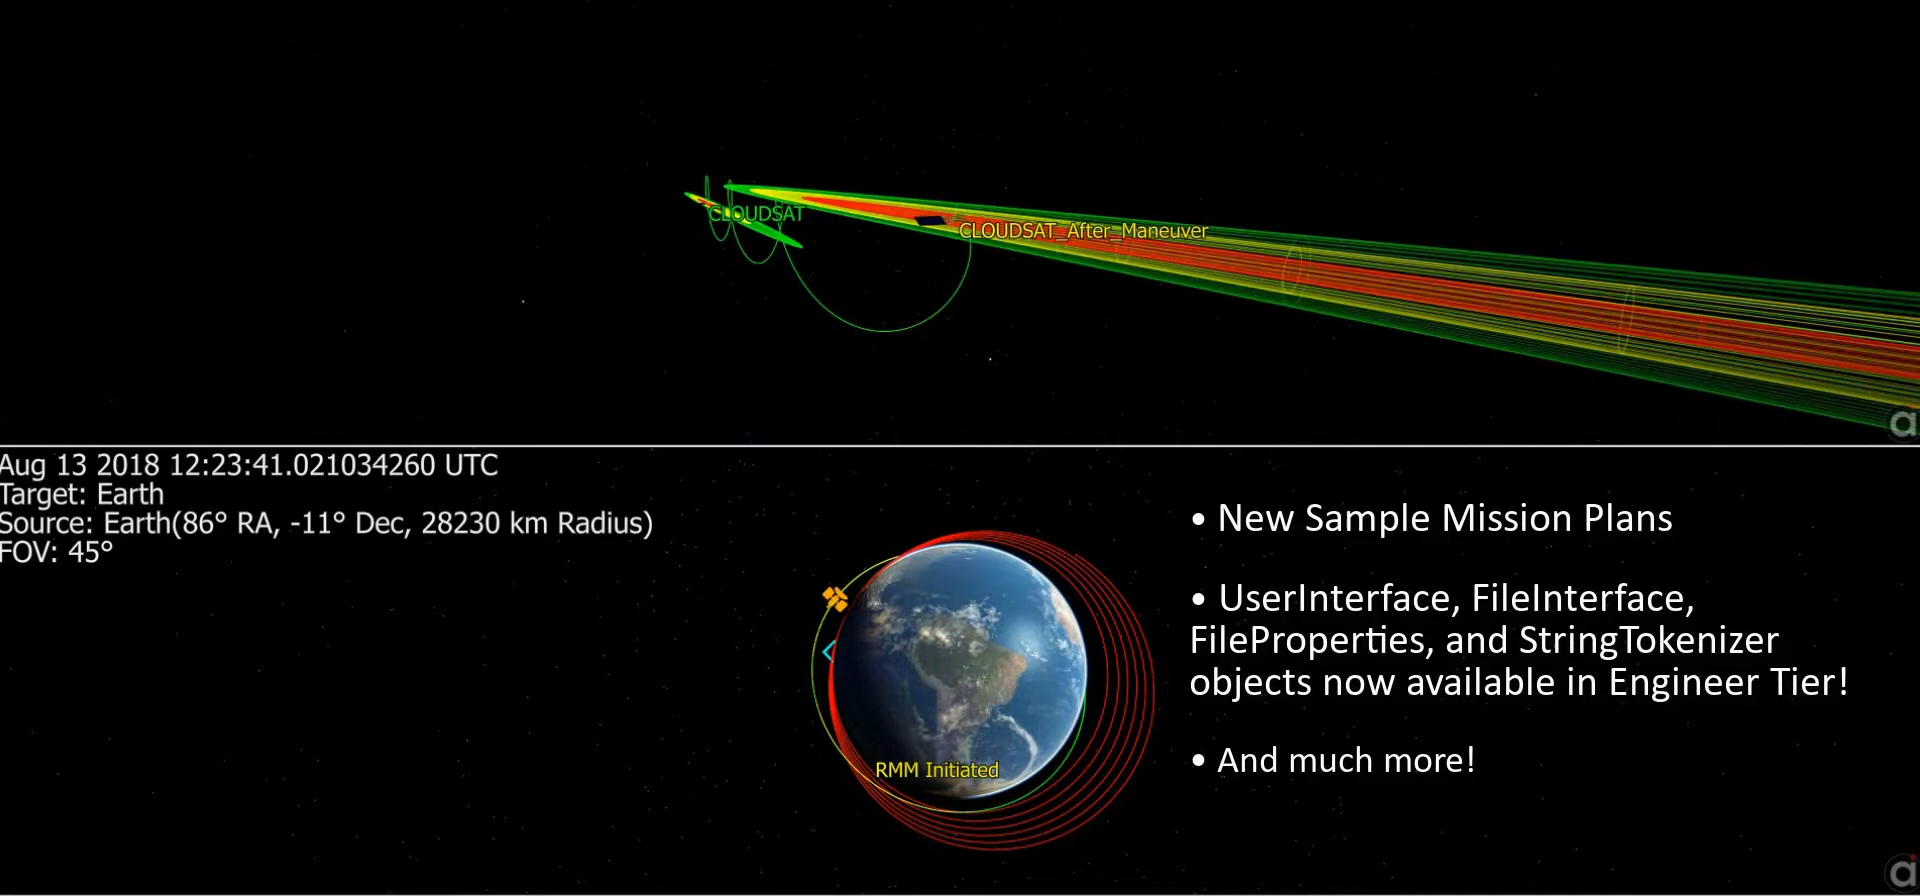 CLOUDSAT
CLOUDSAT_After_Maneuver
a
Aug 13 2018 12:23:41.021034260 UTC
Target: Earth
Source: Earth(86° RA, -11° Dec, 28230 km Radius)
FOV: 45°
• New Sample Mission Plans
• UserInterface, FileInterface,
FileProperties, and StringTokenizer
objects now available in Engineer Tier!
• And much more!
RMM Initiated
a